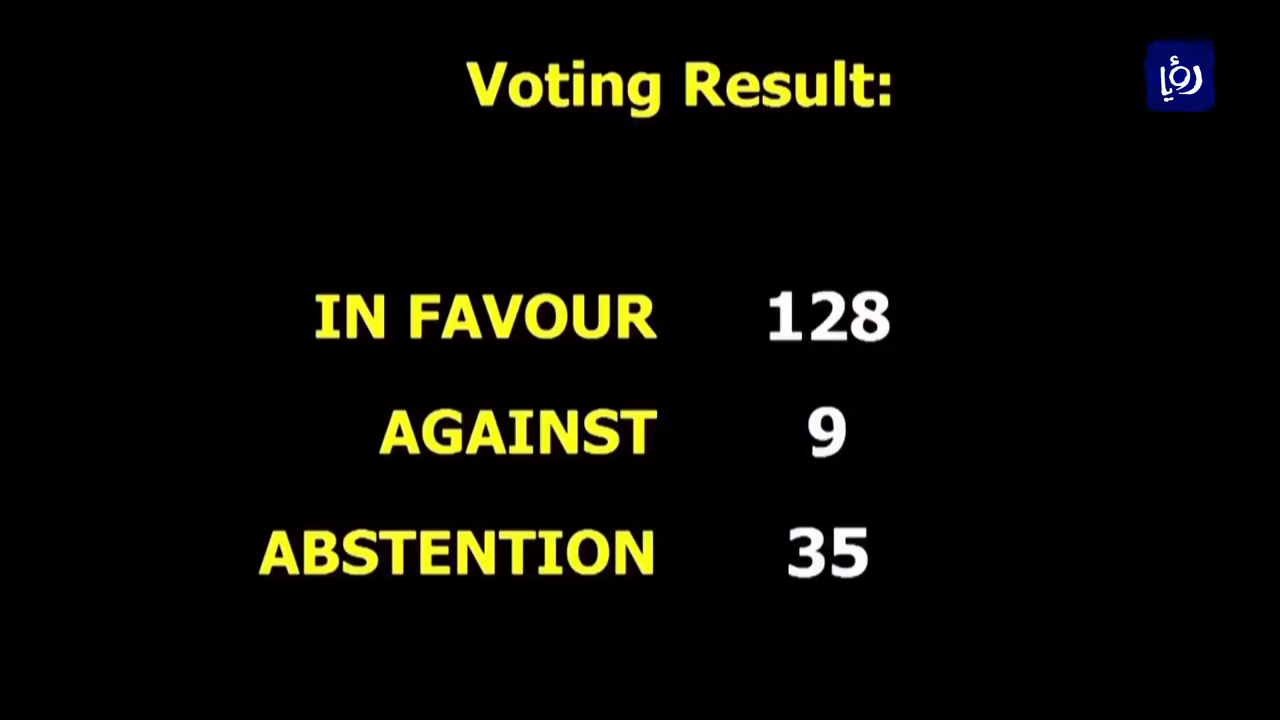 Voting Result:
رؤيا
IN FAVOUR 128
AGAINST 9
ABSTENTION 35